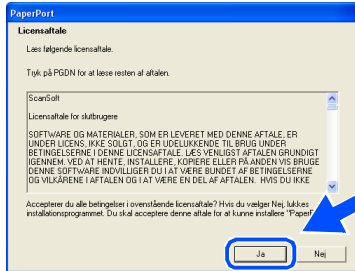 PaperPort
Licensaftale
Læs følgende licensaftale.
Tryk på PGDN for at læse resten af aftalen.
ScanSoft
Licensaftale for slutbrugere
SOFTWARE OG MATERIALER, SOM ER LEVERET MED DENNE AFTALE, ER
UNDER LICENS, IKKE SOLGT, OG ER UDELUKKENDE TIL BRUG UNDER
BETINGELSERNE I DENNE LICENSAFTALE. LÆS VENLIGST AFTALEN GRUNDIGT
IGENNEM. VED AT HENTE, INSTALLERE, KOPIERE ELLER PÅ ANDEN VIS BRUGE
DENNE SOFTWARE INDVILLIGER DU I AT VÆRE BUNDET AF BETINGELSERNE
OG VILKÅRENE I AFTALEN OG I AT VÆRE EN DEL AF AFTALEN. HVIS DU IKKE
Accepterer du alle betingelser i ovenstående licensaftale? Hvis du vælger Nej, lukkes
installationsprogrammet. Du skal acceptere denne aftale for at kunne installere "PaperP
Ja
Nej